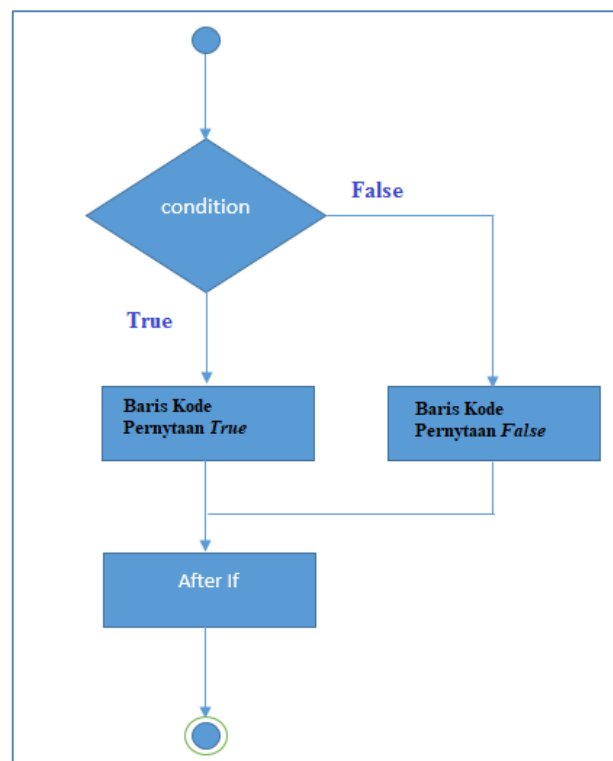 condition
False
True
Baris Kode
Pernytaan True
Baris Kode
Pernytaan False
After If